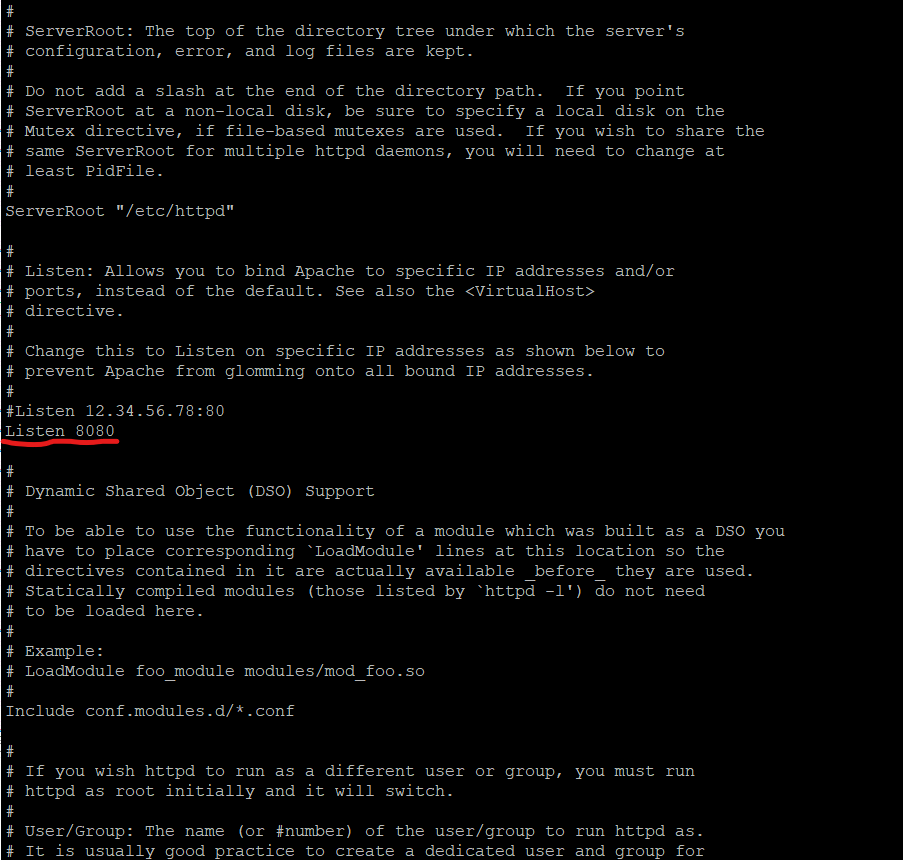 #
# ServerRoot: The top of the directory tree under which the server's
# configuration, error, and log files are kept.
#
# Do not add a slash at the end of the directory path.  If you point
# ServerRoot at a non-local disk, be sure to specify a local disk on the
# Mutex directive, if file-based mutexes are used.  If you wish to share the
# same ServerRoot for multiple httpd daemons, you will need to change at
# least PidFile.
#
ServerRoot "/etc/httpd"

#
# Listen: Allows you to bind Apache to specific IP addresses and/or
# ports, instead of the default. See also the <VirtualHost>
# directive.
#
# Change this to Listen on specific IP addresses as shown below to
# prevent Apache from glomming onto all bound IP addresses.
#
#Listen 12.34.56.78:80
Listen 8080

#
# Dynamic Shared Object (DSO) Support
#
# To be able to use the functionality of a module which was built as a DSO you
# have to place corresponding `LoadModule' lines at this location so the
# directives contained in it are actually available _before_ they are used.
# Statically compiled modules (those listed by `httpd -l') do not need
# to be loaded here.
#
# Example:
# LoadModule foo_module modules/mod_foo.so
#
Include conf.modules.d/*.conf

#
# If you wish httpd to run as a different user or group, you must run
# httpd as root initially and it will switch.
#
# User/Group: The name (or #number) of the user/group to run httpd as.
# It is usually good practice to create a dedicated user and group for